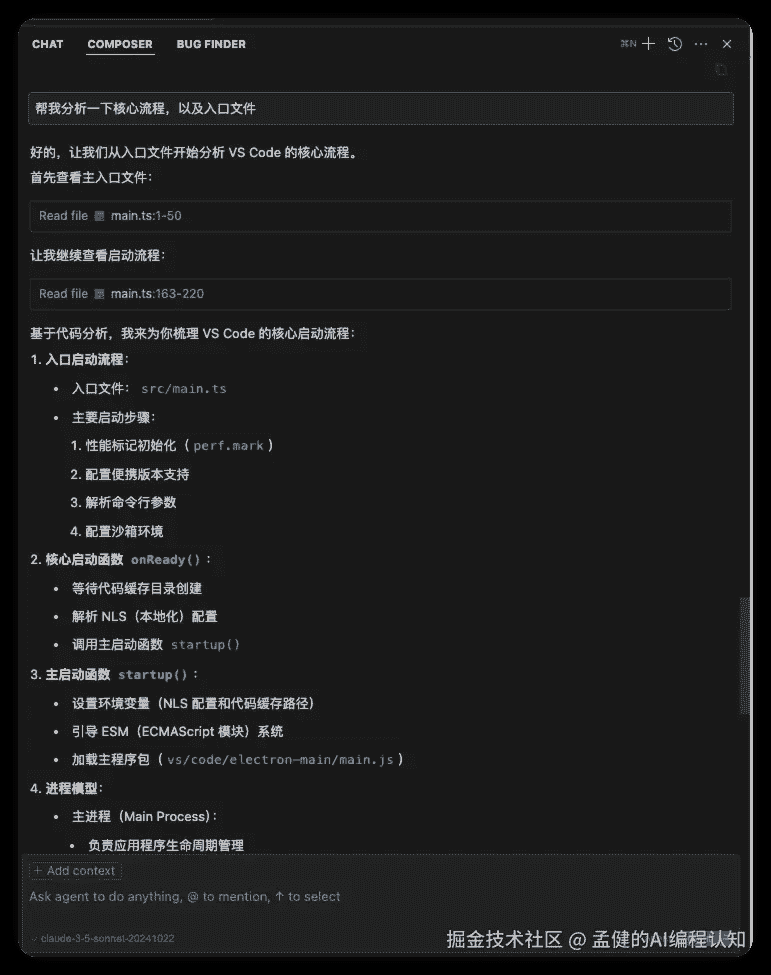 CHAT COMPOSER BUG FINDER ⌘N
帮我分析一下核心流程，以及入口文件
好的，让我们从入口文件开始分析 VS Code 的核心流程。
首先查看主入口文件：
Read file main.ts:1-50
让我继续查看启动流程：
Read file main.ts:163-220
基于代码分析，我来为你梳理 VS Code 的核心启动流程：
1. 入口启动流程：
• 入口文件： src/main.ts
• 主要启动步骤：
1. 性能标记初始化（ perf.mark ）
2. 配置便携版本支持
3. 解析命令行参数
4. 配置沙箱环境
2. 核心启动函数 onReady() ：
• 等待代码缓存目录创建
• 解析 NLS（本地化）配置
• 调用主启动函数 startup()
3. 主启动函数 startup() ：
• 设置环境变量（NLS 配置和代码缓存路径）
• 引导 ESM（ECMAScript 模块）系统
• 加载主程序包（ vs/code/electron-main/main.js ）
4. 进程模型：
• 主进程（Main Process）：
• 负责应用程序生命周期管理
+ Add context
Ask agent to do anything, @ to mention, ↑ to select
claude-3-5-sonnet-20241022
掘金技术社区 @ 孟健的AI编程认知